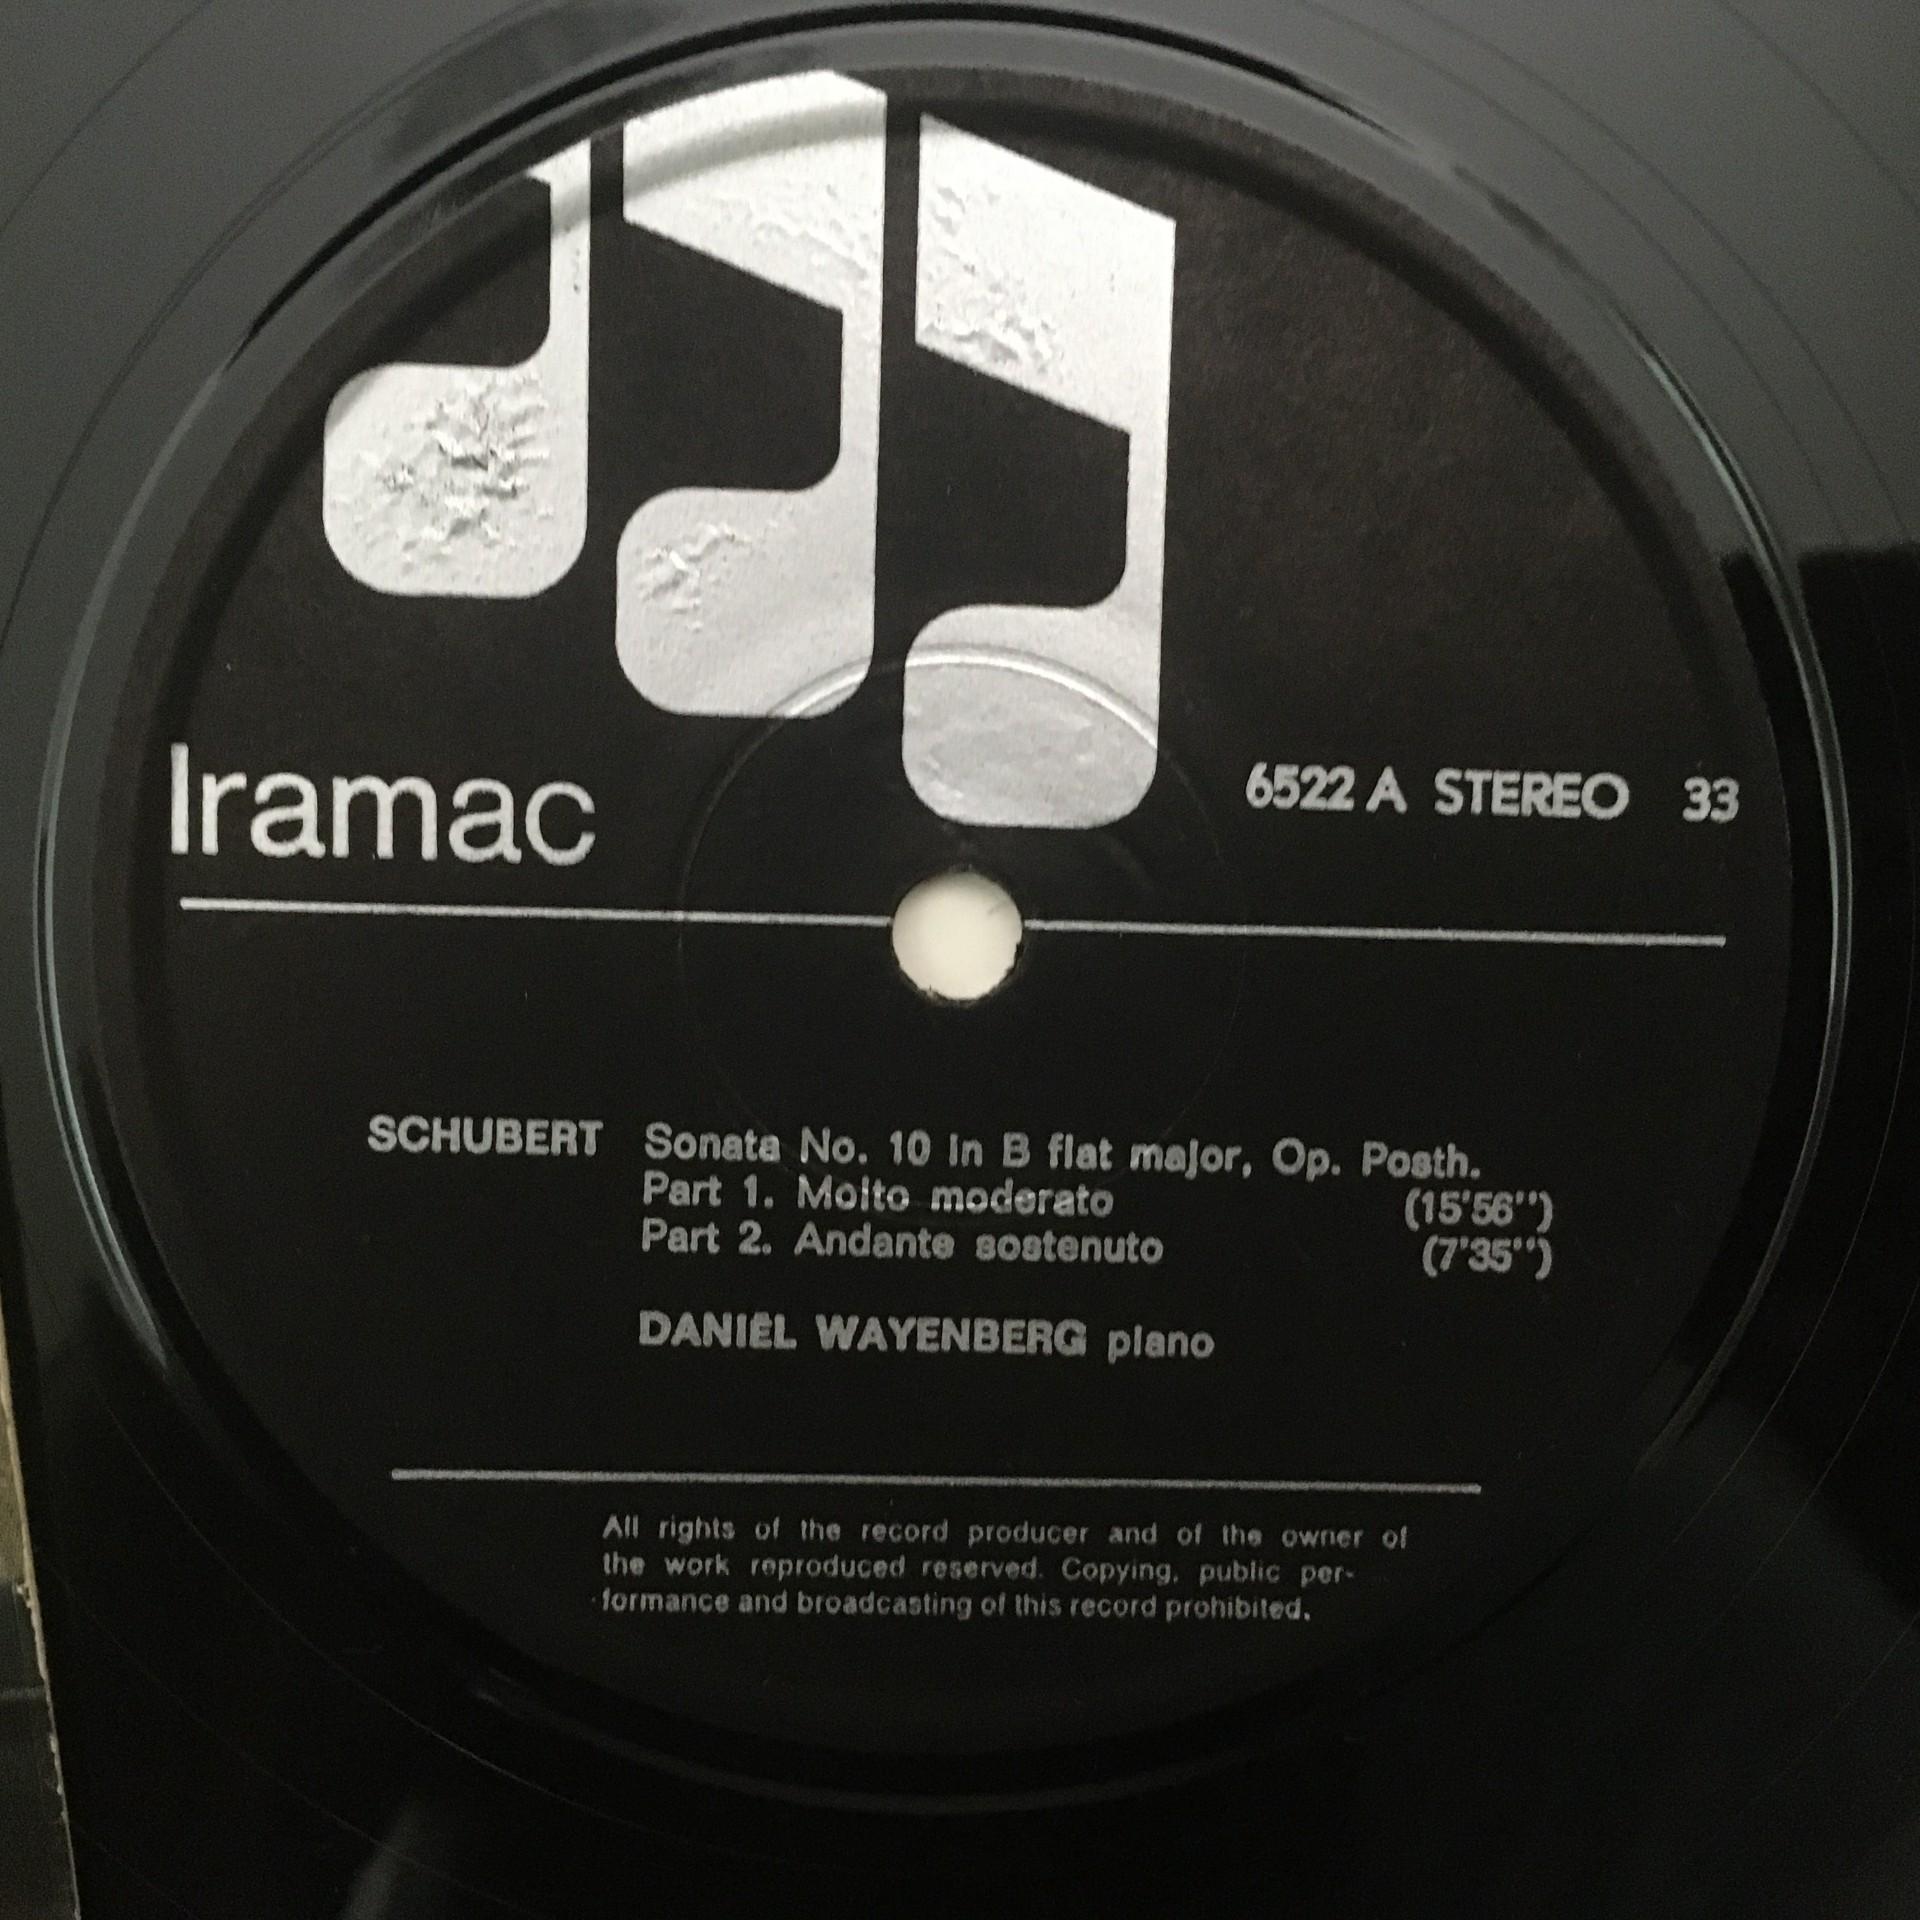 Iramac
6522 A STEREO 33
SCHUBERT Sonata No. 10 in B flat major, Op. Posth.
Part 1. Molto moderato (15'56'')
Part 2. Andante sostenuto (7'35'')
DANIËL WAYENBERG piano
All rights of the record producer and of the owner of
the work reproduced reserved. Copying, public per-
formance and broadcasting of this record prohibited.